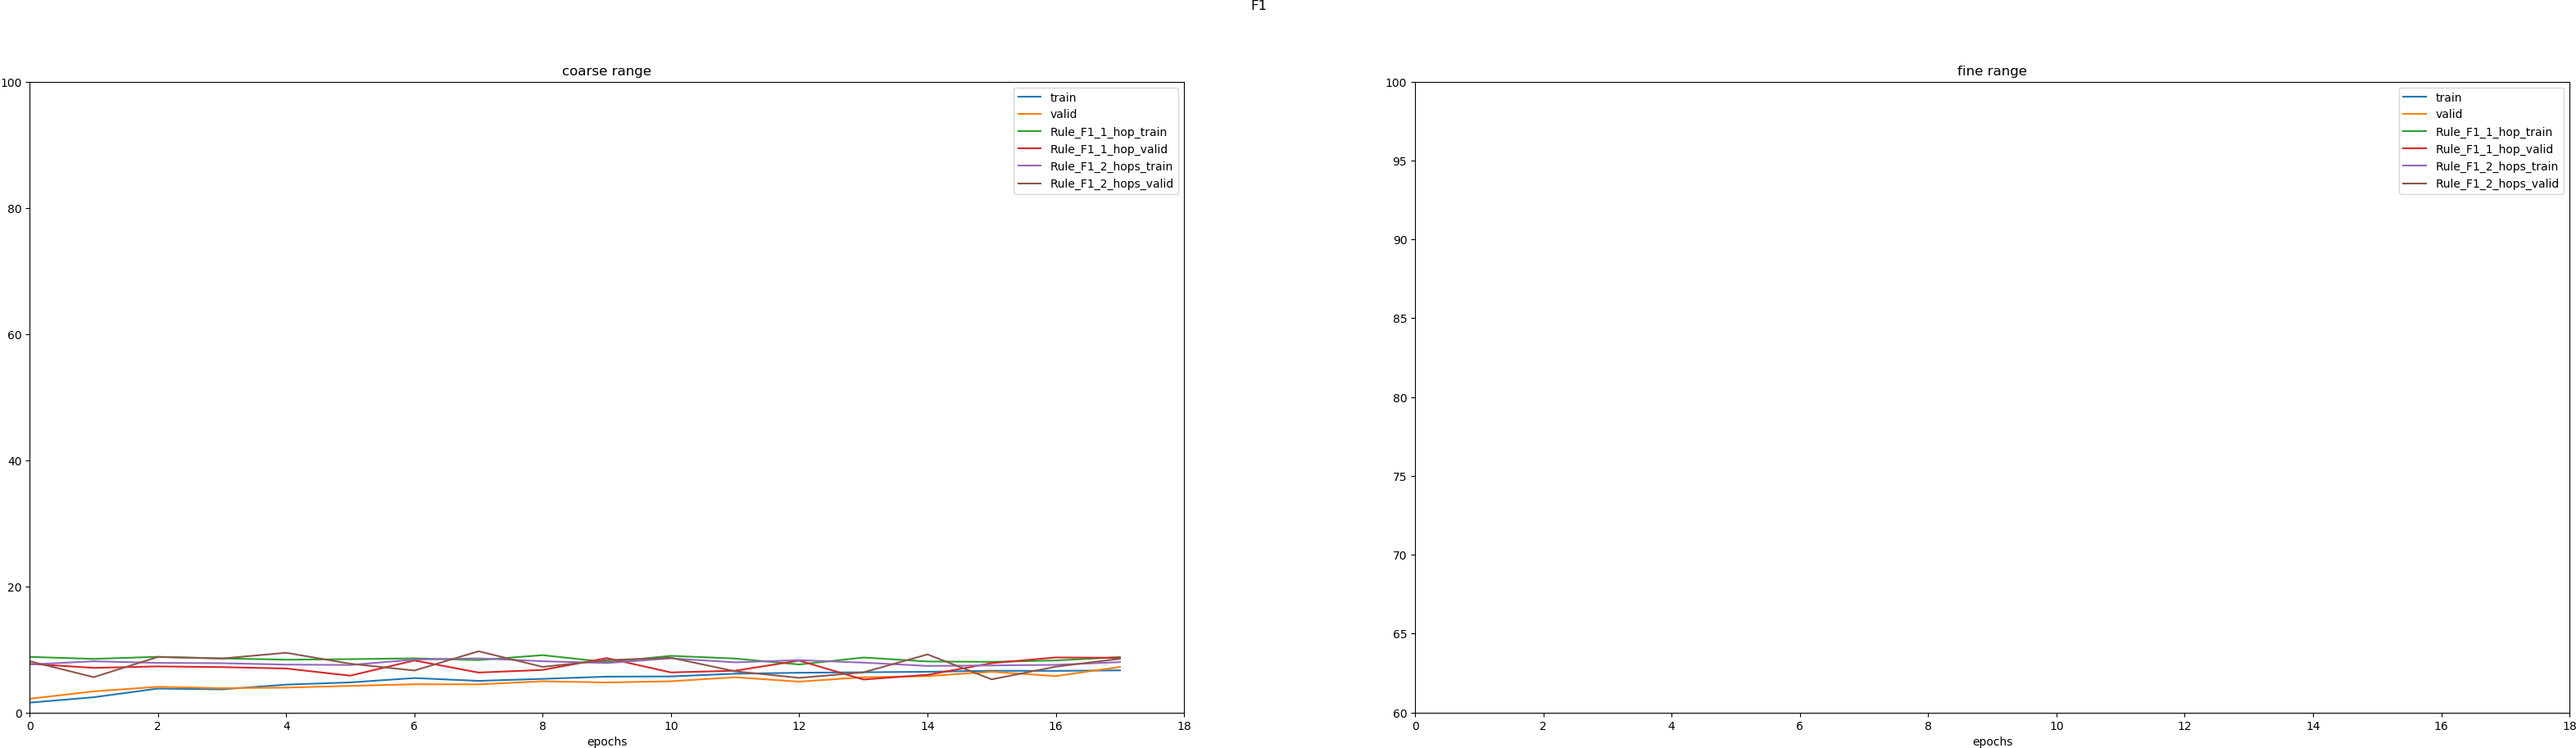 F1
coarse range
100
80
60
40
20
0
train
valid
Rule_F1_1_hop_train
Rule_F1_1_hop_valid
Rule_F1_2_hops_train
Rule_F1_2_hops_valid
0 2 4 6 8 10 12 14 16 18
epochs
fine range
100
95
90
85
80
75
70
65
60
train
valid
Rule_F1_1_hop_train
Rule_F1_1_hop_valid
Rule_F1_2_hops_train
Rule_F1_2_hops_valid
0 2 4 6 8 10 12 14 16 18
epochs